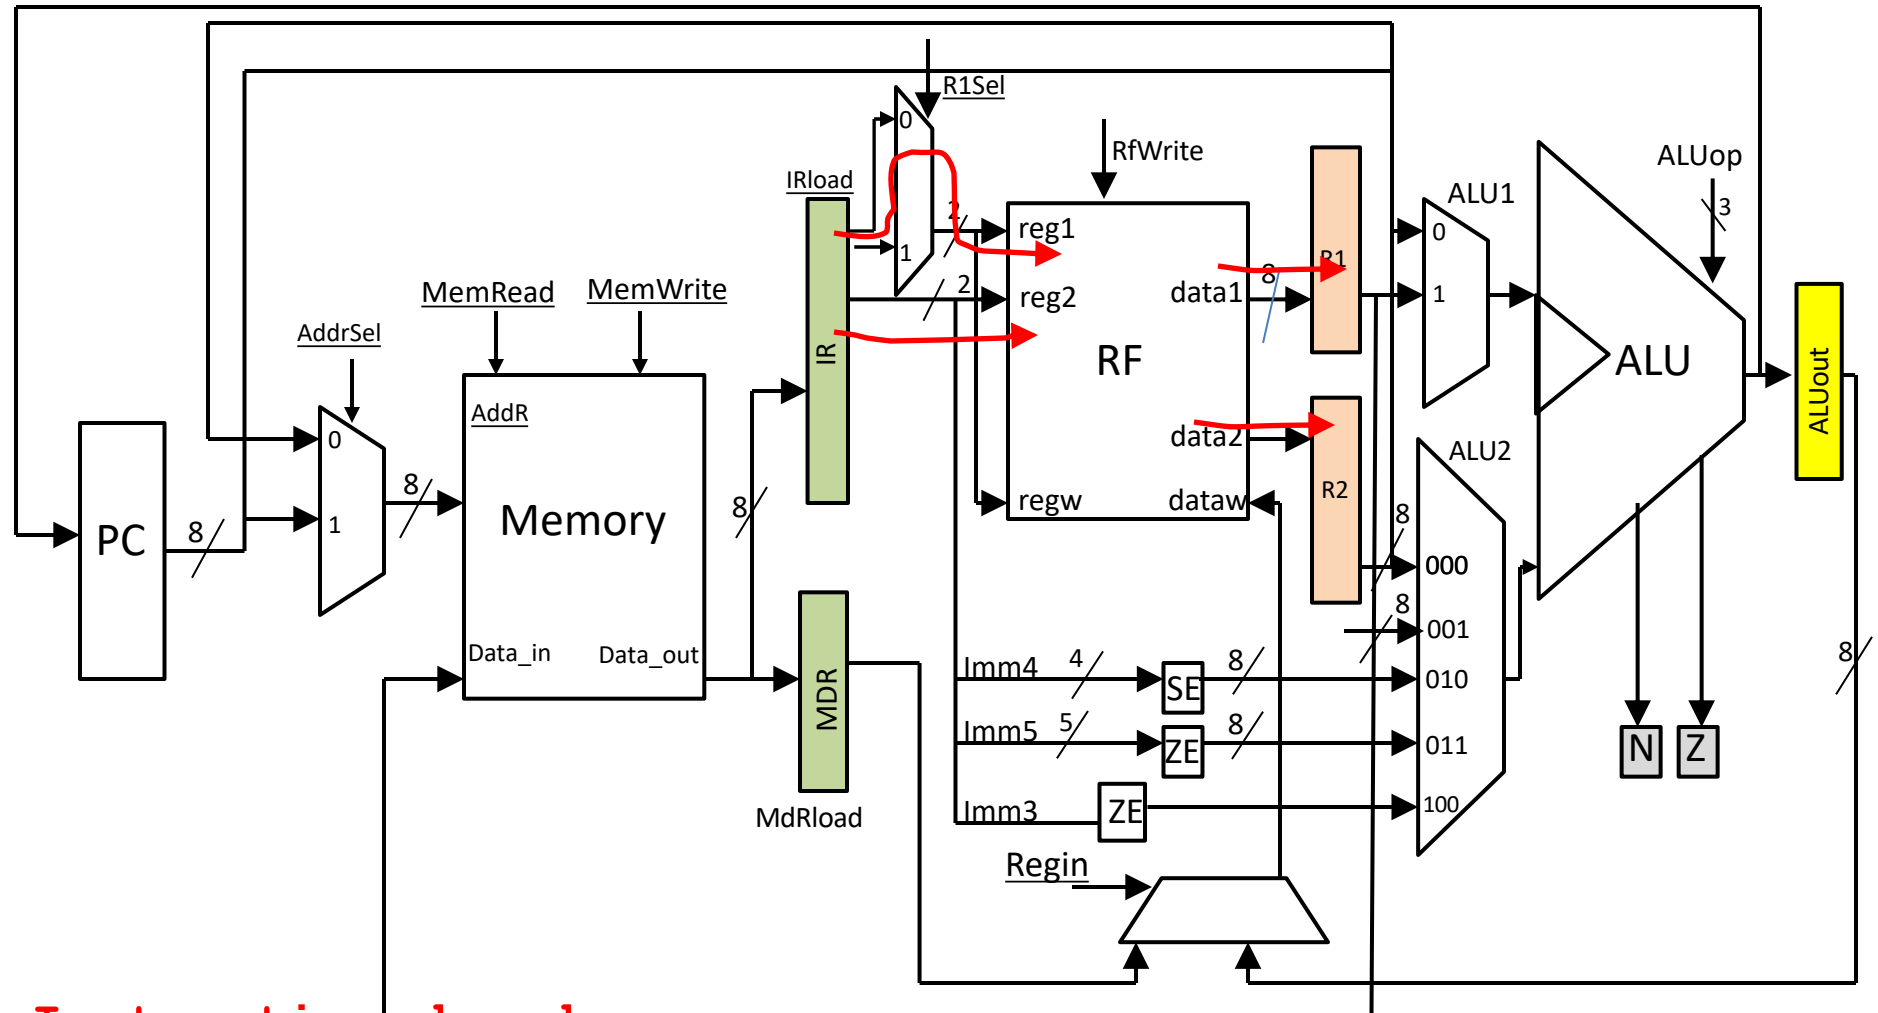 R1Sel
0
RfWrite
ALUop
IRload
ALU1
3
2
reg1
0
1
R1
8
2
reg2
data1
1
MemRead
MemWrite
AddrSel
IR
RF
ALU
ALUout
AddR
0
data2
ALU2
8
8
regw
dataw
R2
8
PC
8
1
Memory
000
8
001
Data_in
Data_out
Imm4
4
SE
8
010
8
MDR
Imm5
5
ZE
8
011
N
Z
MdRload
Imm3
ZE
100
Regin